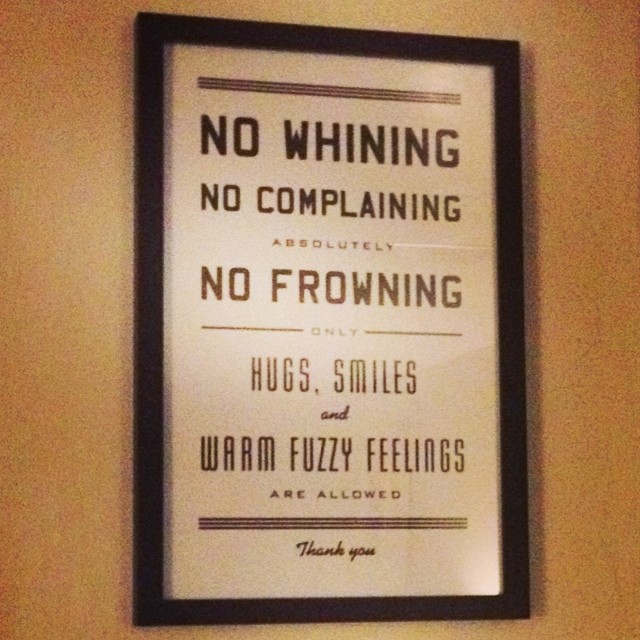 NO WHINING
NO COMPLAINING
ABSOLUTELY
NO FROWNING
ONLY
HUGS, SMILES
and
WARM FUZZY FEELINGS
ARE ALLOWED
Thank you